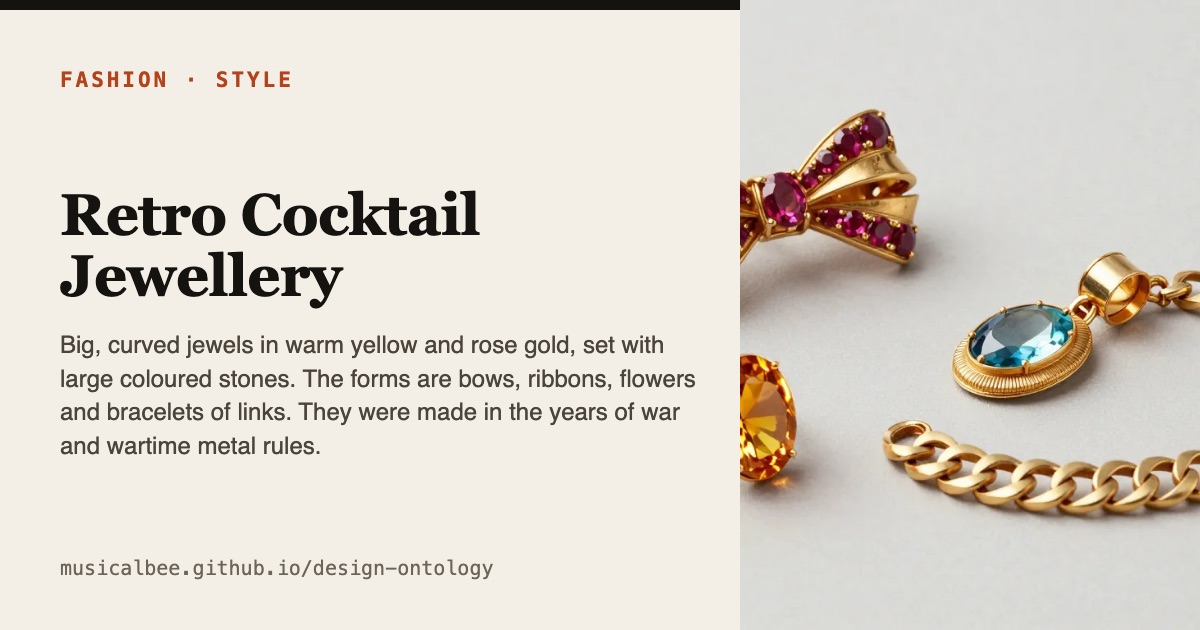 FASHION · STYLE
Retro Cocktail
Jewellery
Big, curved jewels in warm yellow and rose gold, set with
large coloured stones. The forms are bows, ribbons, flowers
and bracelets of links. They were made in the years of war
and wartime metal rules.
musicalbee.github.io/design-ontology